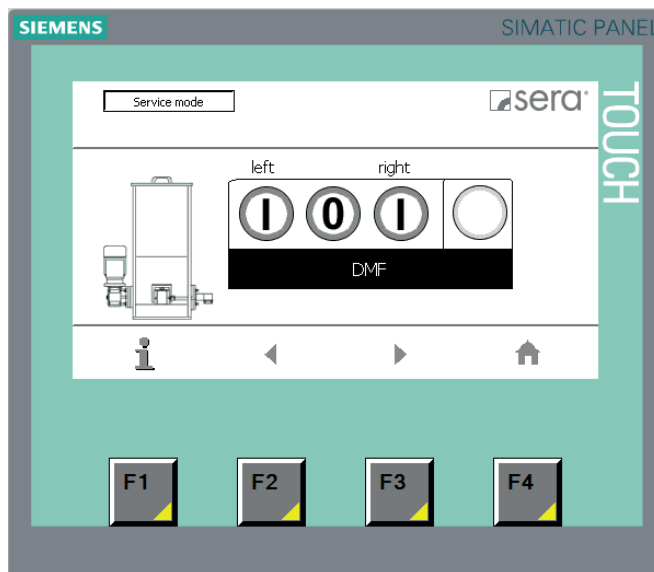 SIEMENS
SIMATIC PANEL
TOUCH
Service mode
sera
left right
I 0 I
DMF
i
F1 F2 F3 F4